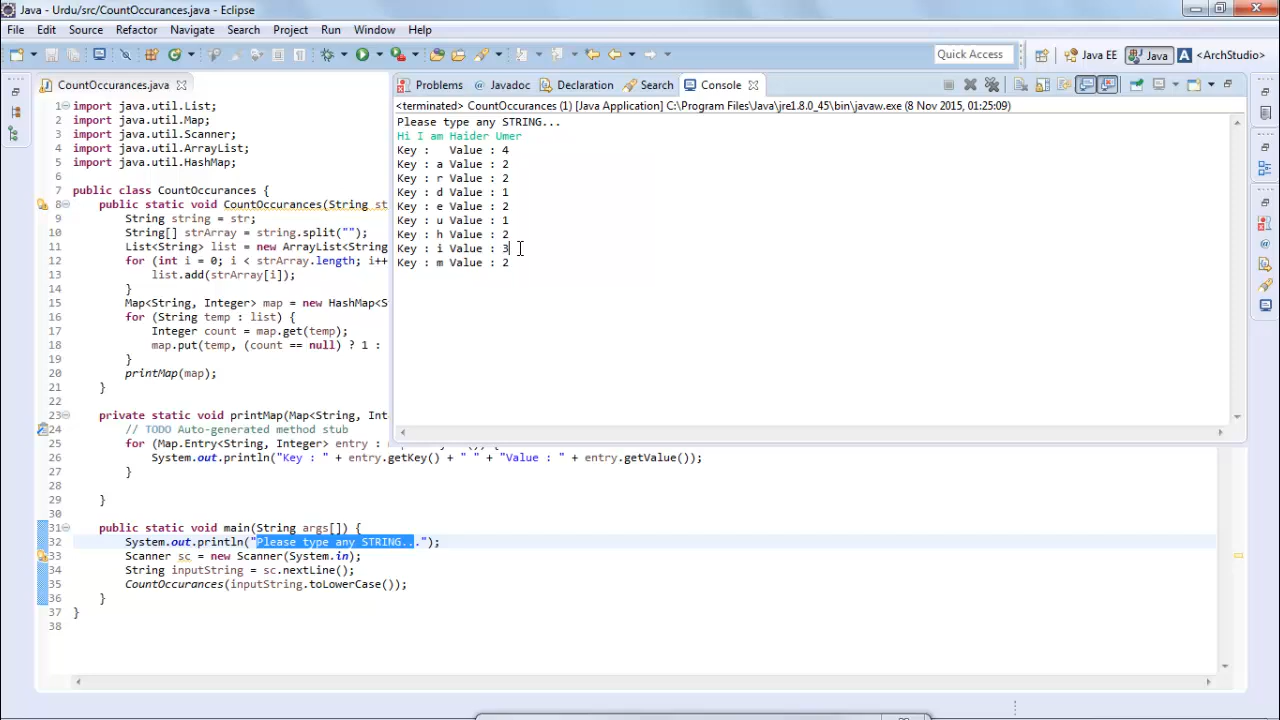 Java - Urdu/src/CountOccurances.java - Eclipse
File Edit Source Refactor Navigate Search Project Run Window Help
Quick Access Java EE Java <ArchStudio>
CountOccurances.java
1 import java.util.List;
2 import java.util.Map;
3 import java.util.Scanner;
4 import java.util.ArrayList;
5 import java.util.HashMap;
6
7 public class CountOccurances {
8 public static void CountOccurances(String st
9 String string = str;
10 String[] strArray = string.split("");
11 List<String> list = new ArrayList<String
12 for (int i = 0; i < strArray.length; i++
13 list.add(strArray[i]);
14 }
15 Map<String, Integer> map = new HashMap<S
16 for (String temp : list) {
17 Integer count = map.get(temp);
18 map.put(temp, (count == null) ? 1 :
19 }
20 printMap(map);
21 }
22
23 private static void printMap(Map<String, Int
24 // TODO Auto-generated method stub
25 for (Map.Entry<String, Integer> entry :
26 System.out.println("Key : " + entry.getKey() + " " + "Value : " + entry.getValue());
27 }
28
29 }
30
31 public static void main(String args[]) {
32 System.out.println("Please type any STRING...");
33 Scanner sc = new Scanner(System.in);
34 String inputString = sc.nextLine();
35 CountOccurances(inputString.toLowerCase());
36 }
37 }
38
Problems @ Javadoc Declaration Search Console
<terminated> CountOccurances (1) [Java Application] C:\Program Files\Java\jre1.8.0_45\bin\javaw.exe (8 Nov 2015, 01:25:09)
Please type any STRING...
Hi I am Haider Umer
Key :   Value : 4
Key : a Value : 2
Key : r Value : 2
Key : d Value : 1
Key : e Value : 2
Key : u Value : 1
Key : h Value : 2
Key : i Value : 3
Key : m Value : 2